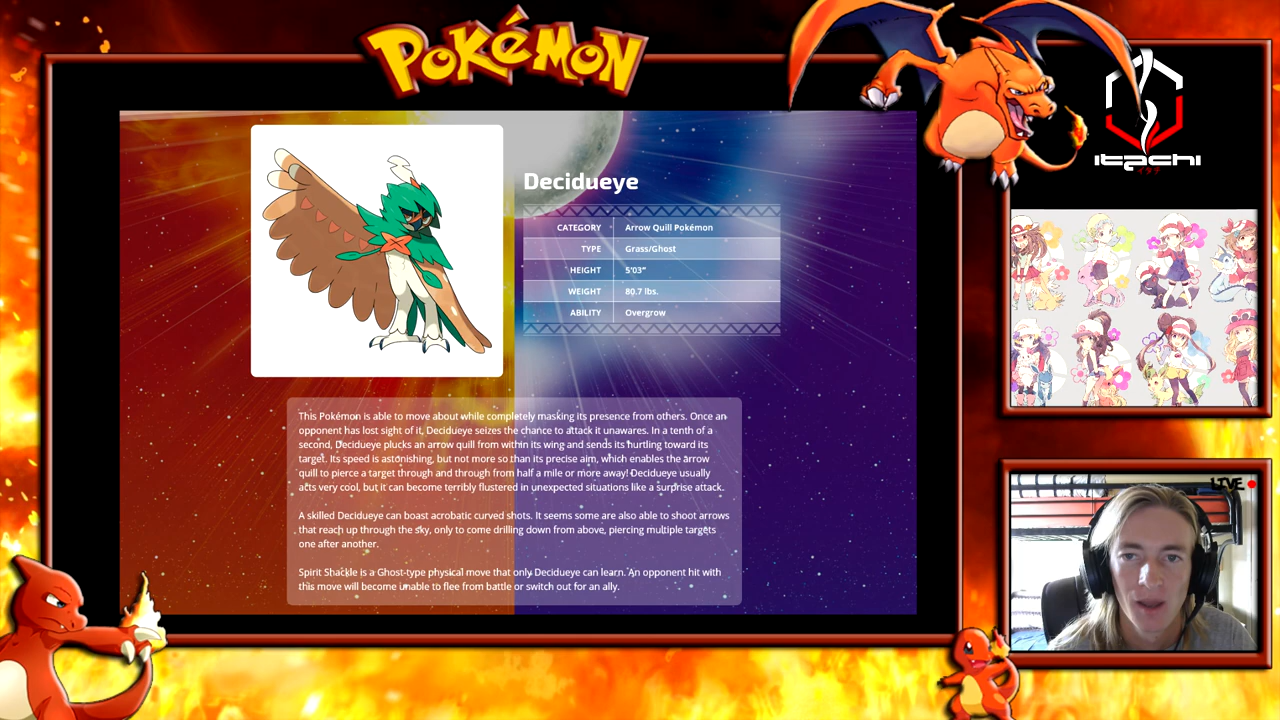 POKéMON
ITACHI
イタチ
Decidueye
CATEGORY Arrow Quill Pokémon
TYPE Grass/Ghost
HEIGHT 5'03"
WEIGHT 80.7 lbs.
ABILITY Overgrow
This Pokémon is able to move about while completely masking its presence from others. Once an
opponent has lost sight of it, Decidueye seizes the chance to attack it unawares. In a tenth of a
second, Decidueye plucks an arrow quill from within its wing and sends its hurtling toward its
target. Its speed is astonishing, but not more so than its precise aim, which enables the arrow
quill to pierce a target through and through from half a mile or more away! Decidueye usually
acts very cool, but it can become terribly flustered in unexpected situations like a surprise attack.
A skilled Decidueye can boast acrobatic curved shots. It seems some are also able to shoot arrows
that reach up through the sky, only to come drilling down from above, piercing multiple targets
one after another.
Spirit Shackle is a Ghost-type physical move that only Decidueye can learn. An opponent hit with
this move will become unable to flee from battle or switch out for an ally.
LIVE